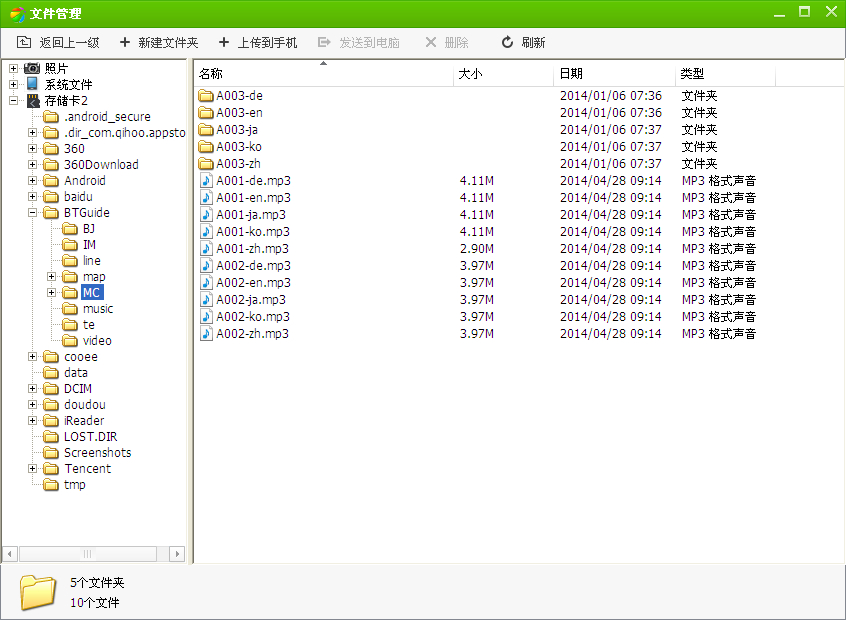 文件管理
返回上一级 新建文件夹 上传到手机 发送到电脑 删除 刷新
照片
系统文件
存储卡2
.android_secure
.dir_com.qihoo.appsto
360
360Download
Android
baidu
BTGuide
BJ
IM
line
map
MC
music
te
video
cooee
data
DCIM
doudou
iReader
LOST.DIR
Screenshots
Tencent
tmp
名称 大小 日期 类型
A003-de 2014/01/06 07:36 文件夹
A003-en 2014/01/06 07:36 文件夹
A003-ja 2014/01/06 07:37 文件夹
A003-ko 2014/01/06 07:37 文件夹
A003-zh 2014/01/06 07:37 文件夹
A001-de.mp3 4.11M 2014/04/28 09:14 MP3 格式声音
A001-en.mp3 4.11M 2014/04/28 09:14 MP3 格式声音
A001-ja.mp3 4.11M 2014/04/28 09:14 MP3 格式声音
A001-ko.mp3 4.11M 2014/04/28 09:14 MP3 格式声音
A001-zh.mp3 2.90M 2014/04/28 09:14 MP3 格式声音
A002-de.mp3 3.97M 2014/04/28 09:14 MP3 格式声音
A002-en.mp3 3.97M 2014/04/28 09:14 MP3 格式声音
A002-ja.mp3 3.97M 2014/04/28 09:14 MP3 格式声音
A002-ko.mp3 3.97M 2014/04/28 09:14 MP3 格式声音
A002-zh.mp3 3.97M 2014/04/28 09:14 MP3 格式声音
5个文件夹
10个文件